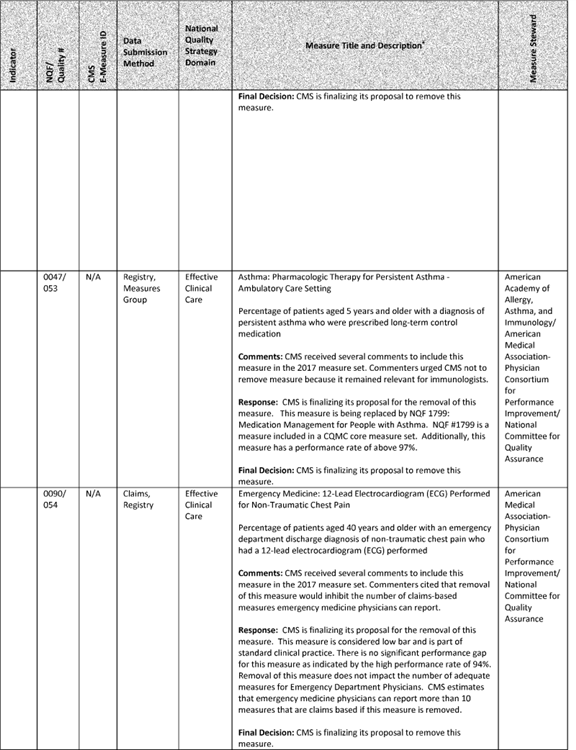 Indicator
NQF/
Quality #
CMS
E-Measure ID
Data
Submission
Method
National
Quality
Strategy
Domain
Measure Title and Description¥
Measure Steward
Final Decision: CMS is finalizing its proposal to remove this
measure.
0047/
053
N/A
Registry,
Measures
Group
Effective
Clinical
Care
Asthma: Pharmacologic Therapy for Persistent Asthma -
Ambulatory Care Setting
Percentage of patients aged 5 years and older with a diagnosis of
persistent asthma who were prescribed long-term control
medication
Comments: CMS received several comments to include this
measure in the 2017 measure set. Commenters urged CMS not to
remove measure because it remained relevant for immunologists.
Response: CMS is finalizing its proposal for the removal of this
measure. This measure is being replaced by NQF 1799:
Medication Management for People with Asthma. NQF #1799 is a
measure included in a CQMC core measure set. Additionally, this
measure has a performance rate of above 97%.
Final Decision: CMS is finalizing its proposal to remove this
measure.
American
Academy of
Allergy,
Asthma, and
Immunology/
American
Medical
Association-
Physician
Consortium
for
Performance
Improvement/
National
Committee for
Quality
Assurance
0090/
054
N/A
Claims,
Registry
Effective
Clinical
Care
Emergency Medicine: 12-Lead Electrocardiogram (ECG) Performed
for Non-Traumatic Chest Pain
Percentage of patients aged 40 years and older with an emergency
department discharge diagnosis of non-traumatic chest pain who
had a 12-lead electrocardiogram (ECG) performed
Comments: CMS received several comments to include this
measure in the 2017 measure set. Commenters cited that removal
of this measure would inhibit the number of claims-based
measures emergency medicine physicians can report.
Response: CMS is finalizing its proposal for the removal of this
measure. This measure is considered low bar and is part of
standard clinical practice. There is no significant performance gap
for this measure as indicated by the high performance rate of 94%.
Removal of this measure does not impact the number of adequate
measures for Emergency Department Physicians. CMS estimates
that emergency medicine physicians can report more than 10
measures that are claims based if this measure is removed.
Final Decision: CMS is finalizing its proposal to remove this
measure.
American
Medical
Association-
Physician
Consortium
for
Performance
Improvement/
National
Committee for
Quality
Assurance